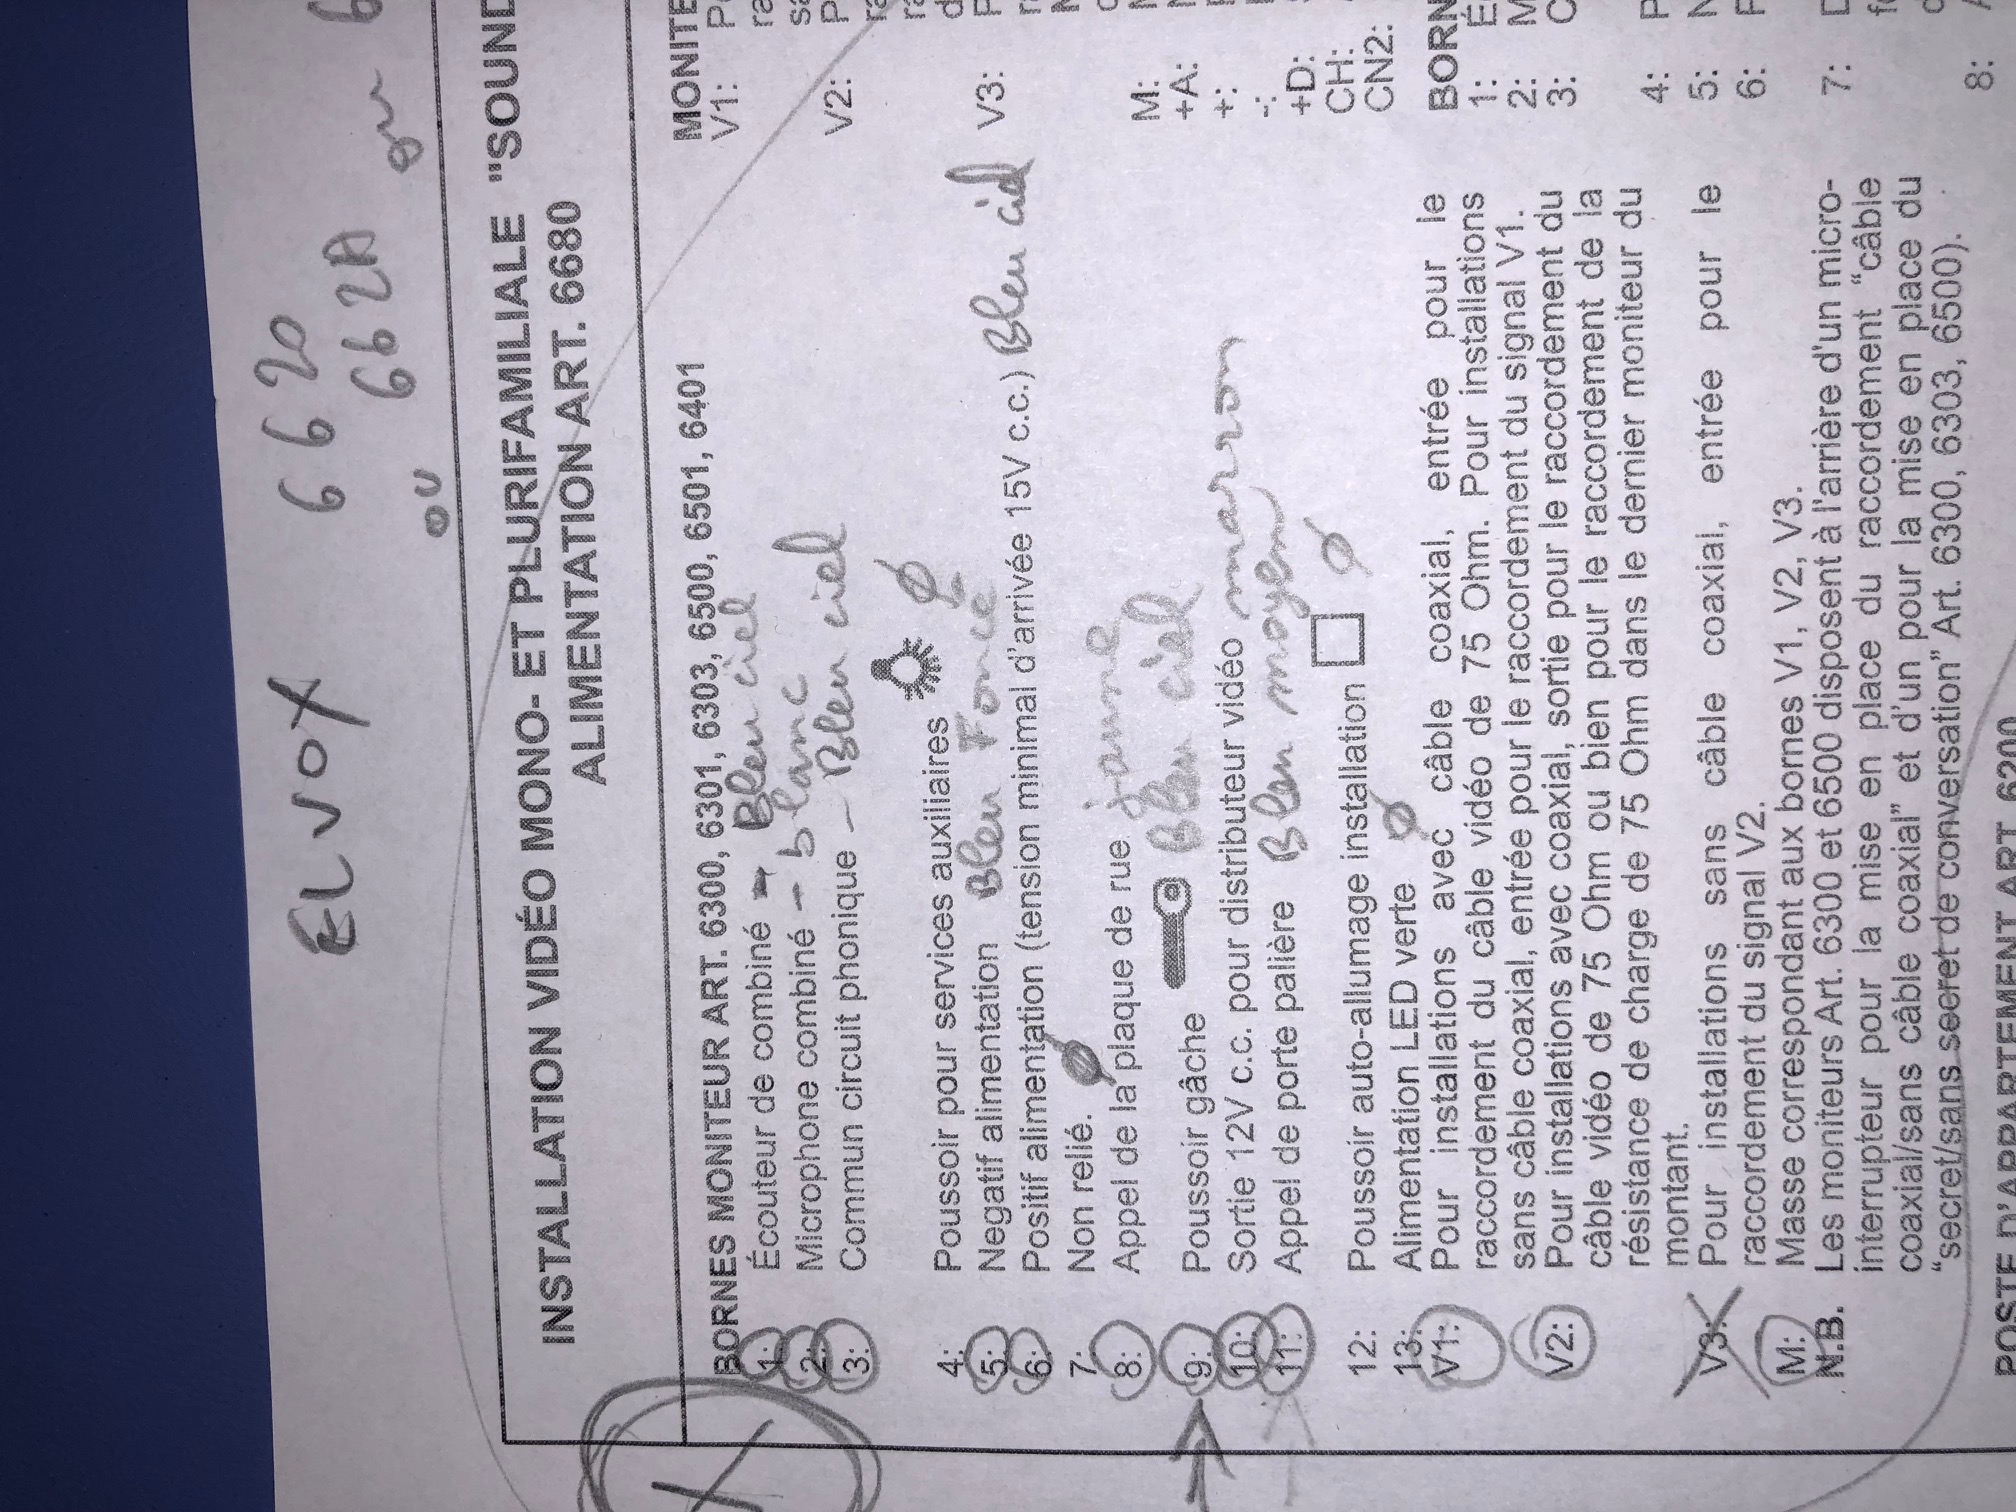 ELVOX 6620
ou 662A
ou 6
INSTALLATION VIDÉO MONO- ET PLURIFAMILIALE "SOUND
ALIMENTATION ART. 6680
BORNES MONITEUR ART. 6300, 6301, 6303, 6500, 6501, 6401
1: Écouteur de combiné - Bleu ciel
2: Microphone combiné - blanc
3: Commun circuit phonique - Bleu ciel
4: Poussoir pour services auxiliaires Ø
5: Negatif alimentation Bleu Foncé
6: Positif alimentation (tension minimal d'arrivée 15V c.c.) Bleu ciel
7: Non relié. Ø
8: Appel de la plaque de rue. jaune
9: Poussoir gâche Bleu ciel
10: Sortie 12V c.c. pour distributeur vidéo marron
11: Appel de porte palière Bleu moyen
12: Poussoir auto-allumage installation Ø
13: Alimentation LED verte Ø
V1: Pour installations avec câble coaxial, entrée pour le
raccordement du câble vidéo de 75 Ohm. Pour installations
sans câble coaxial, entrée pour le raccordement du signal V1.
V2: Pour installations avec coaxial, sortie pour le raccordement du
câble vidéo de 75 Ohm ou bien pour le raccordement de la
résistance de charge de 75 Ohm dans le dernier moniteur du
montant.
V3: Pour installations sans câble coaxial, entrée pour le
raccordement du signal V2.
M: Masse correspondant aux bornes V1, V2, V3.
N.B. Les moniteurs Art. 6300 et 6500 disposent à l'arrière d'un micro-
interrupteur pour la mise en place du raccordement “câble
coaxial/sans câble coaxial” et d'un pour la mise en place du
“secret/sans secret de conversation” Art. 6300, 6303, 6500).
POSTE D'APPARTEMENT ART. 6200
MONITE
V1:
V2:
V3:
M:
+A:
+:
-:
+D:
CH:
CN2:
BORN
1:
2:
3:
4:
5:
6:
7:
8: